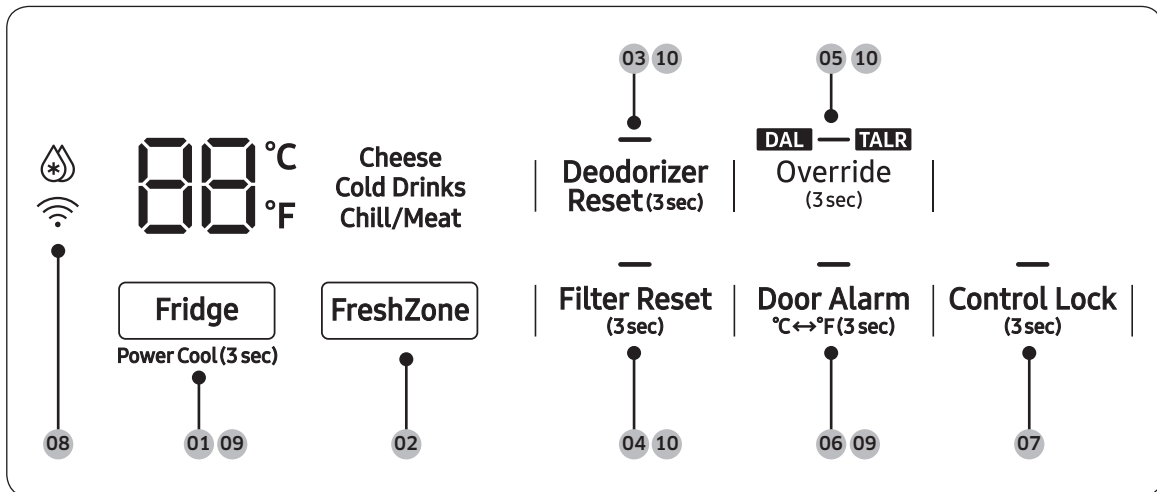 03 10
05 10
DAL TALR
88 °C
°F
Cheese
Cold Drinks
Chill/Meat
Deodorizer
Reset (3 sec)
Override
(3 sec)
Fridge
Power Cool (3 sec)
FreshZone
Filter Reset
(3 sec)
Door Alarm
°C↔°F (3 sec)
Control Lock
(3 sec)
08
01 09
02
04 10
06 09
07